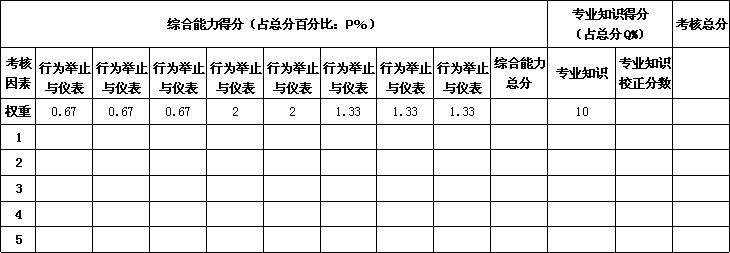 综合能力得分（占总分百分比：P%）
专业知识得分
（占总分Q%）
考核总分
考核
因素
行为举止
与仪表
行为举止
与仪表
行为举止
与仪表
行为举止
与仪表
行为举止
与仪表
行为举止
与仪表
行为举止
与仪表
行为举止
与仪表
综合能力
总分
专业知识
专业知识
校正分数
权重 0.67 0.67 0.67 2 2 1.33 1.33 1.33 10
1
2
3
4
5